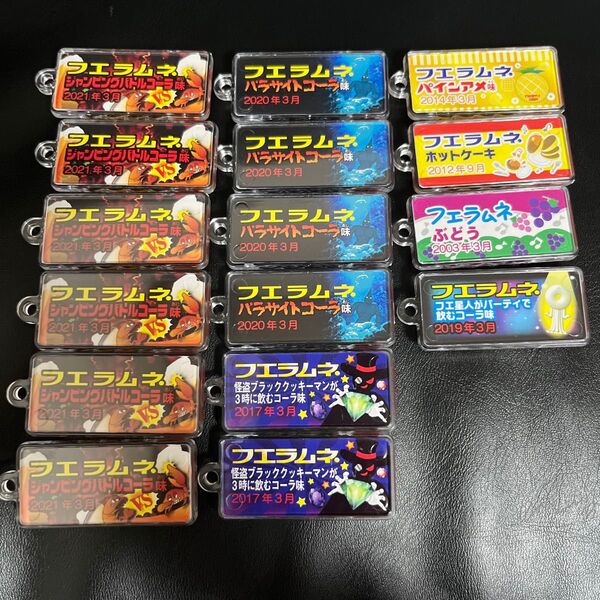 フエラムネ
ジャンピングバトルコーラ味
2021年3月
VS
フエラムネ
ジャンピングバトルコーラ味
2021年3月
VS
フエラムネ
ジャンピングバトルコーラ味
2021年3月
VS
フエラムネ
ジャンピングバトルコーラ味
2021年3月
VS
フエラムネ
ジャンピングバトルコーラ味
2021年3月
VS
フエラムネ
ジャンピングバトルコーラ味
2021年3月
VS
フエラムネ
パラサイトコーラ味
2020年3月
フエラムネ
パラサイトコーラ味
2020年3月
フエラムネ
パラサイトコーラ味
2020年3月
フエラムネ
パラサイトコーラ味
2020年3月
フエラムネ
怪盗ブラッククッキーマンが
3時に飲むコーラ味
2017年3月
フエラムネ
怪盗ブラッククッキーマンが
3時に飲むコーラ味
2017年3月
フエラムネ
パインアメ味
2014年3月
フエラムネ
ホットケーキ
2012年9月
フエラムネ
ぶどう
2003年3月
フエラムネ
フエ星人がパーティで
飲むコーラ味
2019年3月